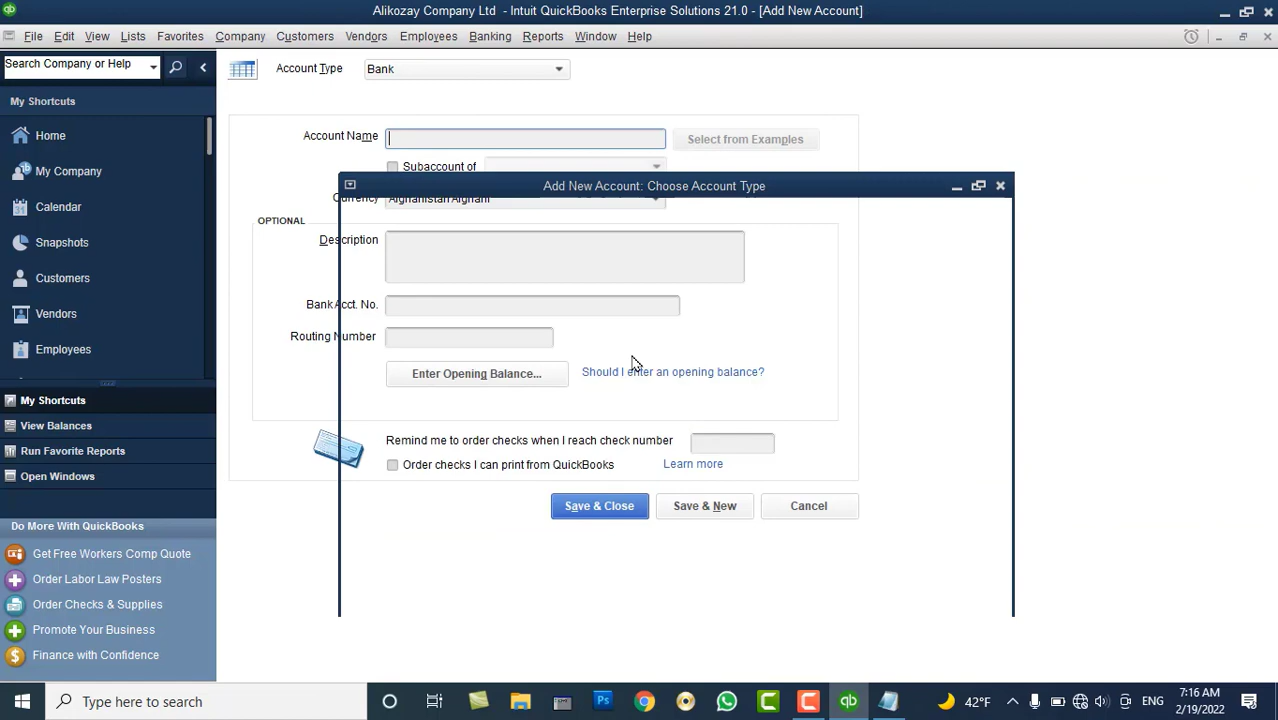 Alikozay Company Ltd - Intuit QuickBooks Enterprise Solutions 21.0 - [Add New Account]
File Edit View Lists Favorites Company Customers Vendors Employees Banking Reports Window Help
Search Company or Help
Account Type Bank
My Shortcuts
Home
My Company
Calendar
Snapshots
Customers
Vendors
Employees
My Shortcuts
View Balances
Run Favorite Reports
Open Windows
Do More With QuickBooks
Get Free Workers Comp Quote
Order Labor Law Posters
Order Checks & Supplies
Promote Your Business
Finance with Confidence
Account Name
Select from Examples
Subaccount of
Add New Account: Choose Account Type
Currency Afghanistan Afghani
OPTIONAL
Description
Bank Acct. No.
Routing Number
Enter Opening Balance...
Should I enter an opening balance?
Remind me to order checks when I reach check number
Order checks I can print from QuickBooks
Learn more
Save & Close
Save & New
Cancel
Type here to search
Ps
42°F
ENG
7:16 AM
2/19/2022